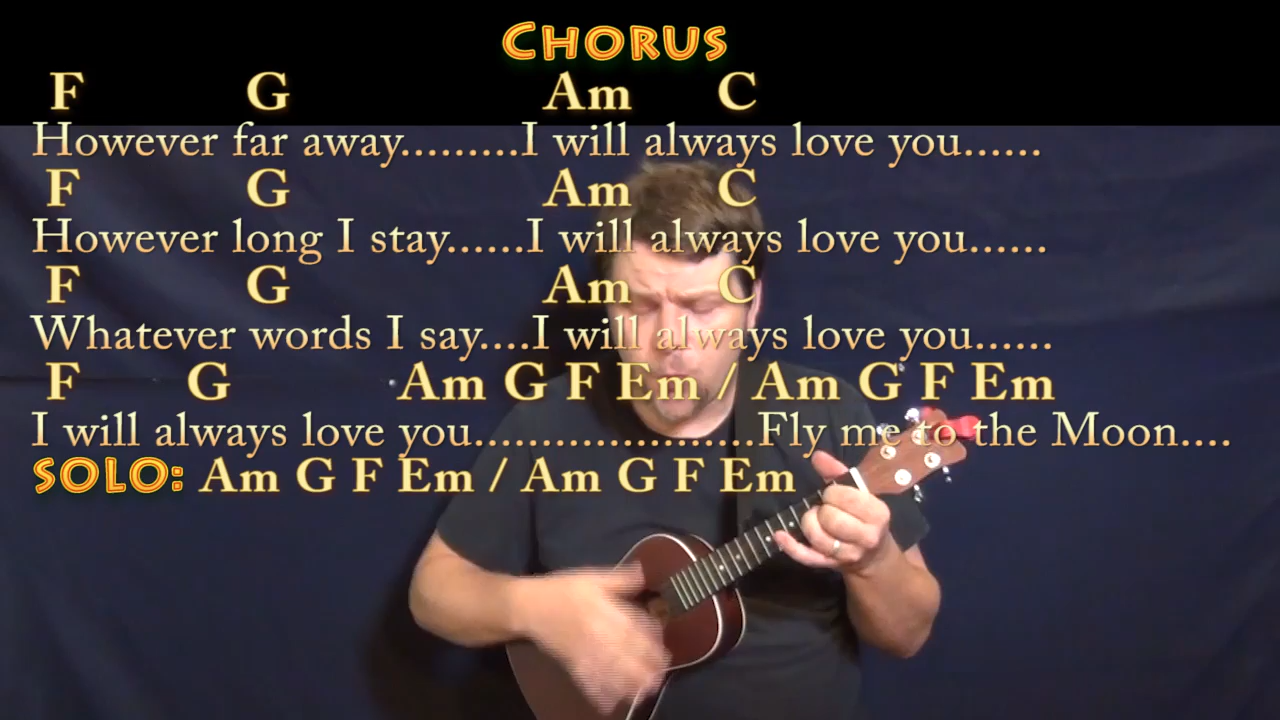 CHORUS
F G Am C
However far away.........I will always love you......
F G Am C
However long I stay......I will always love you......
F G Am C
Whatever words I say....I will always love you......
F G Am G F Em / Am G F Em
I will always love you......................Fly me to the Moon....
SOLO: Am G F Em / Am G F Em